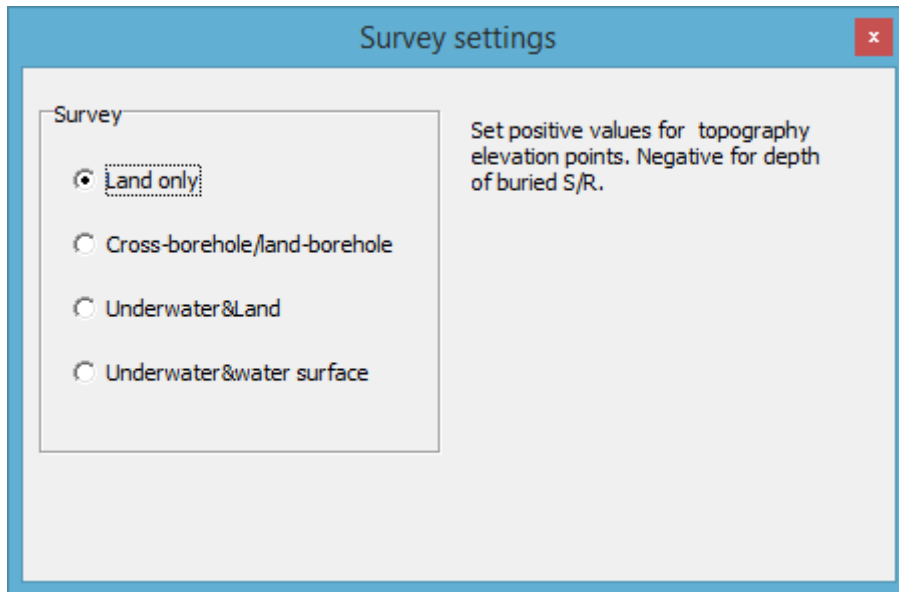 Survey settings
x
Survey
Land only
Cross-borehole/land-borehole
Underwater&Land
Underwater&water surface
Set positive values for  topography
elevation points. Negative for depth
of buried S/R.